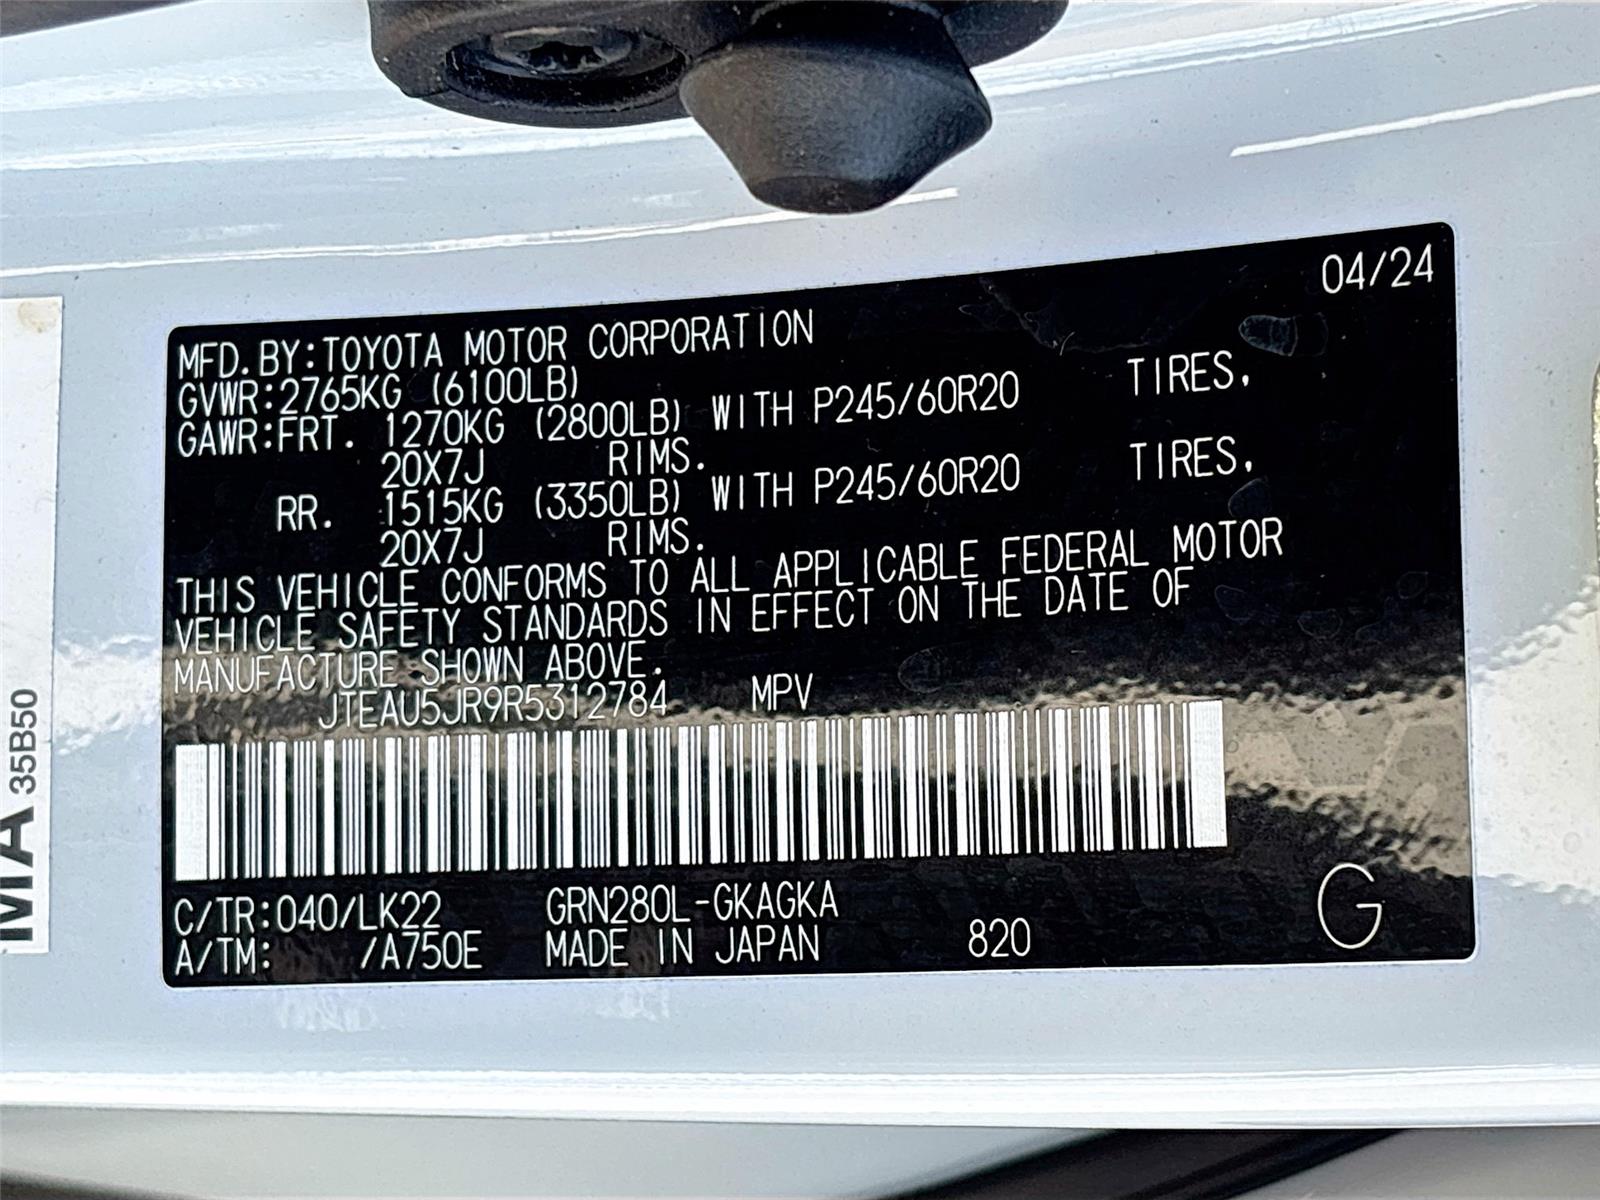 04/24
MFD.BY:TOYOTA MOTOR CORPORATION
GVWR:2765KG (6100LB)
GAWR:FRT. 1270KG (2800LB) WITH P245/60R20 TIRES,
20X7J RIMS.
RR. 1515KG (3350LB) WITH P245/60R20 TIRES,
20X7J RIMS.
THIS VEHICLE CONFORMS TO ALL APPLICABLE FEDERAL MOTOR
VEHICLE SAFETY STANDARDS IN EFFECT ON THE DATE OF
MANUFACTURE SHOWN ABOVE.
JTEAU5JR9R5312784 MPV
C/TR:040/LK22 GRN280L-GKAGKA
A/TM: /A750E MADE IN JAPAN 820 G
MA 35B50